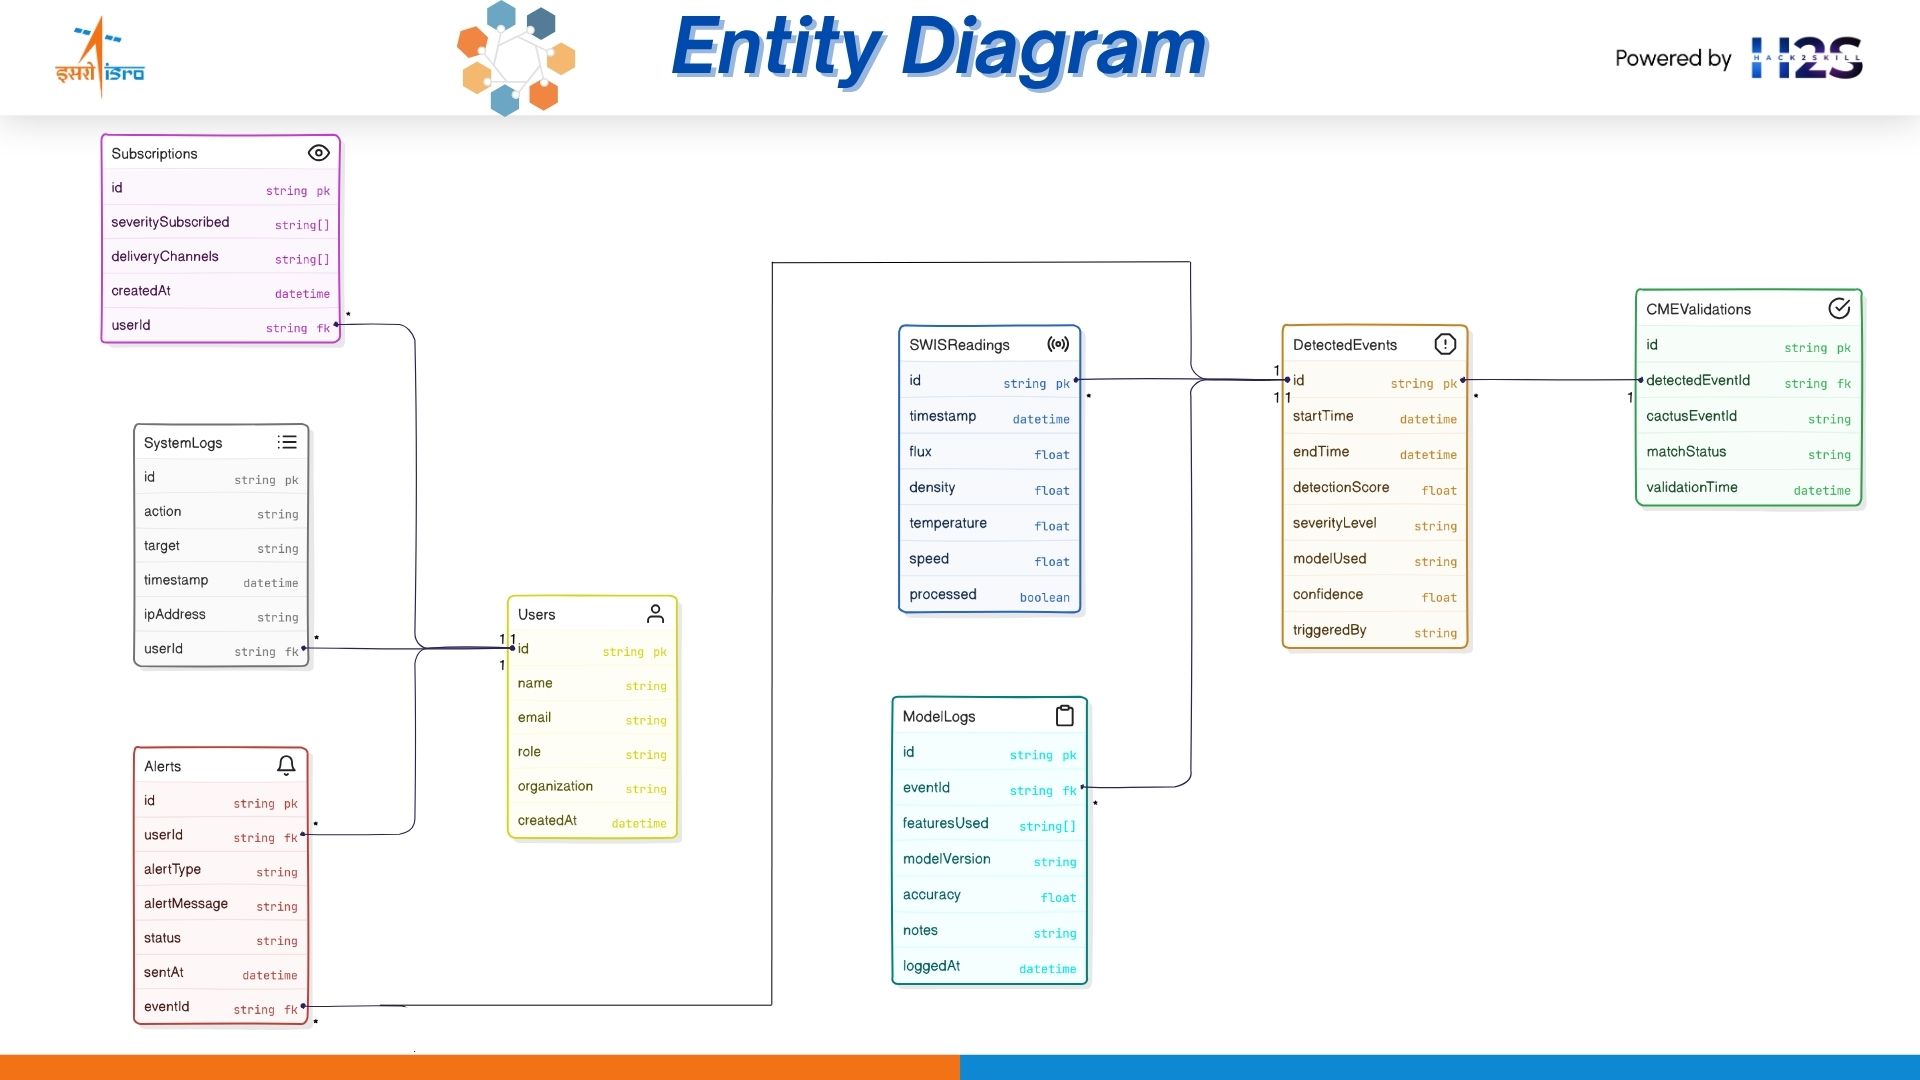 Entity Diagram
इसरो isro
Powered by H2S
HACK2SKILL
Subscriptions
id string pk
severitySubscribed string[]
deliveryChannels string[]
createdAt datetime
userId string fk
*
SystemLogs
id string pk
action string
target string
timestamp datetime
ipAddress string
userId string fk
*
Alerts
id string pk
userId string fk
*
alertType string
alertMessage string
status string
sentAt datetime
eventId string fk
*
Users
1 1
id string pk
1
name string
email string
role string
organization string
createdAt datetime
SWISReadings
id string pk
*
timestamp datetime
flux float
density float
temperature float
speed float
processed boolean
ModelLogs
id string pk
eventId string fk
*
featuresUsed string[]
modelVersion string
accuracy float
notes string
loggedAt datetime
DetectedEvents
1
id string pk
1 1
*
startTime datetime
endTime datetime
detectionScore float
severityLevel string
modelUsed string
confidence float
triggeredBy string
CMEValidations
id string pk
detectedEventId string fk
1
cactusEventId string
matchStatus string
validationTime datetime